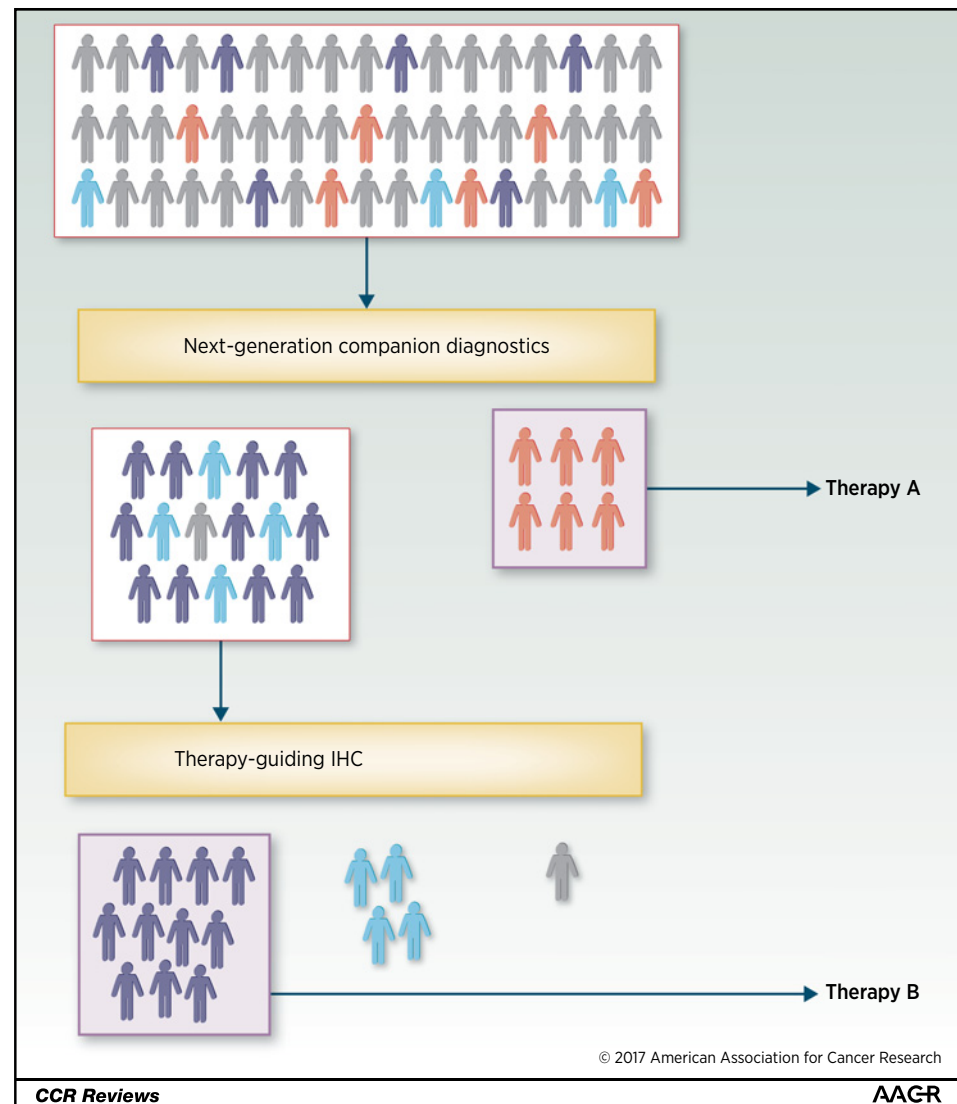 Next-generation companion diagnostics
Therapy A
Therapy-guiding IHC
Therapy B
© 2017 American Association for Cancer Research
CCR Reviews
AACR